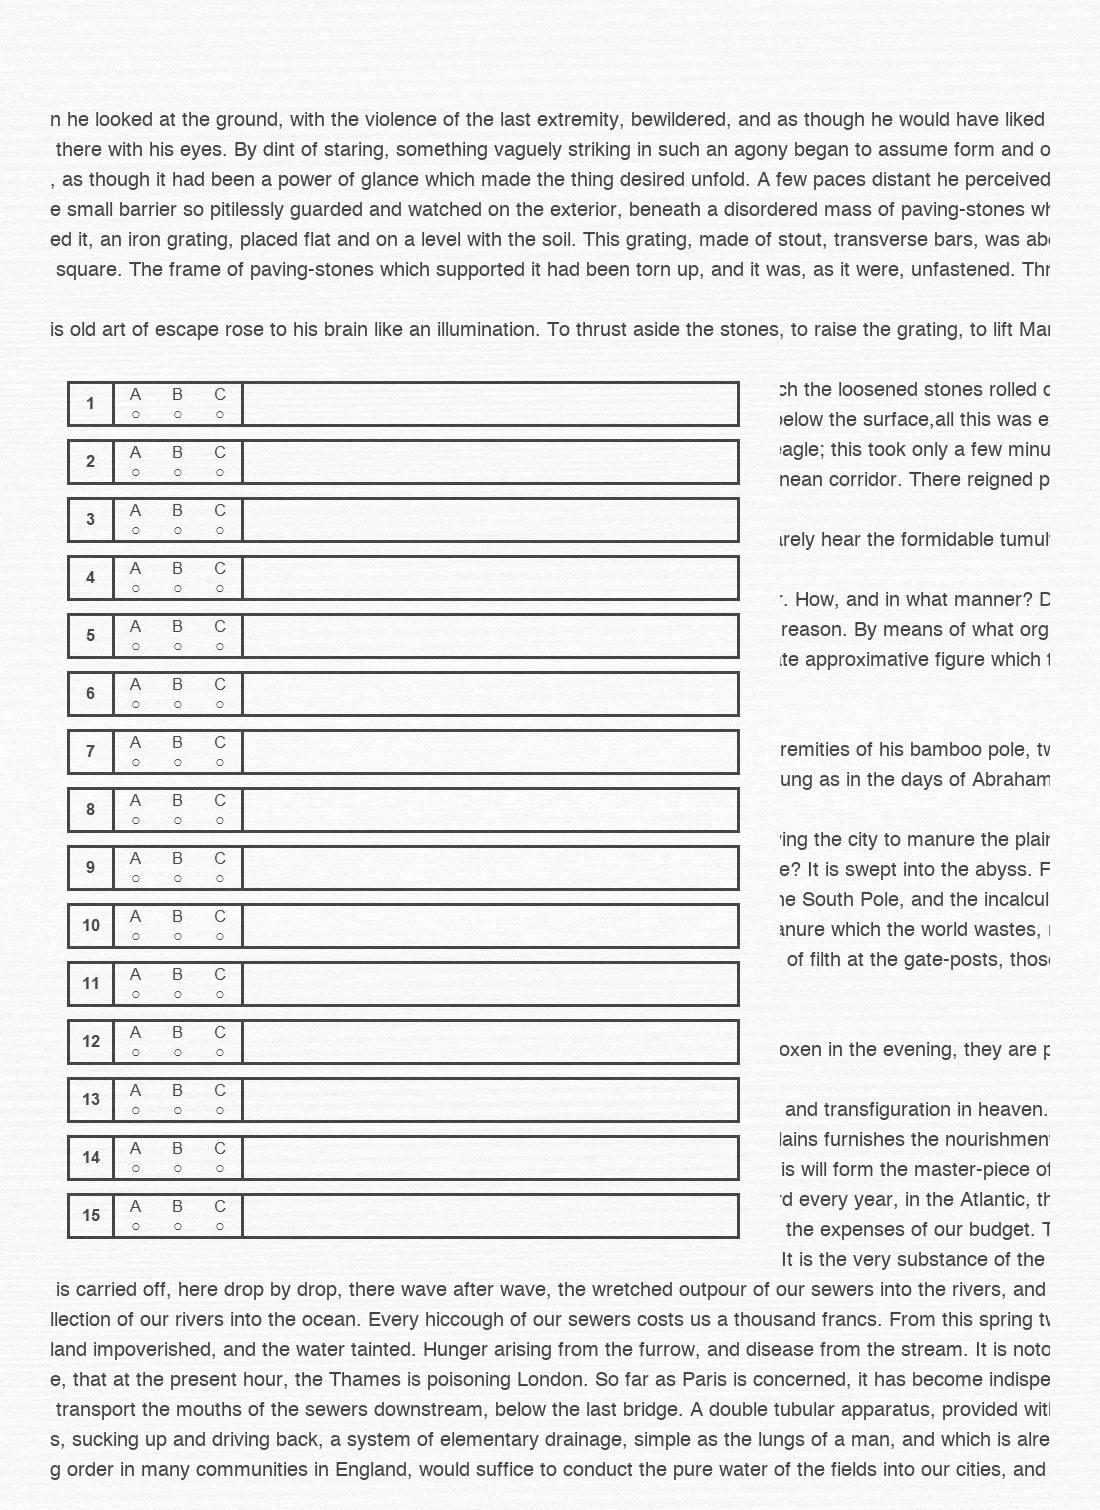 n he looked at the ground, with the violence of the last extremity, bewildered, and as though he would have liked
there with his eyes. By dint of staring, something vaguely striking in such an agony began to assume form and o
, as though it had been a power of glance which made the thing desired unfold. A few paces distant he perceived
e small barrier so pitilessly guarded and watched on the exterior, beneath a disordered mass of paving-stones
ed it, an iron grating, placed flat and on a level with the soil. This grating, made of stout, transverse bars, was
square. The frame of paving-stones which supported it had been torn up, and it was, as it were, unfastened.
is old art of escape rose to his brain like an illumination. To thrust aside the stones, to raise the grating, to lift
1 A B C
2 A B C
3 A B C
4 A B C
5 A B C
6 A B C
7 A B C
8 A B C
9 A B C
10 A B C
11 A B C
12 A B C
13 A B C
14 A B C
15 A B C
the loosened stones rolled
the surface,all this was e
this took only a few minu
nean corridor. There reigned p
hear the formidable
How, and in what manner? D
reason. By means of what org
approximative figure which
remities of his bamboo pole,
ung as in the days of Abraham
the city to manure the
e? It is swept into the abyss. F
South Pole, and the incalcul
which the world wastes,
of filth at the gate-posts,
oxen in the evening, they are
and transfiguration in heaven.
furnishes the nourishment
is will form the master-piece of
every year, in the Atlantic,
the expenses of our budget.
It is the very substance of the
is carried off, here drop by drop, there wave after wave, the wretched outpour of our sewers into the rivers, and
llection of our rivers into the ocean. Every hiccough of our sewers costs us a thousand francs. From this spring
land impoverished, and the water tainted. Hunger arising from the furrow, and disease from the stream. It is noto
e, that at the present hour, the Thames is poisoning London. So far as Paris is concerned, it has become indispe
transport the mouths of the sewers downstream, below the last bridge. A double tubular apparatus, provided
s, sucking up and driving back, a system of elementary drainage, simple as the lungs of a man, and which is alre
g order in many communities in England, would suffice to conduct the pure water of the fields into our cities, and